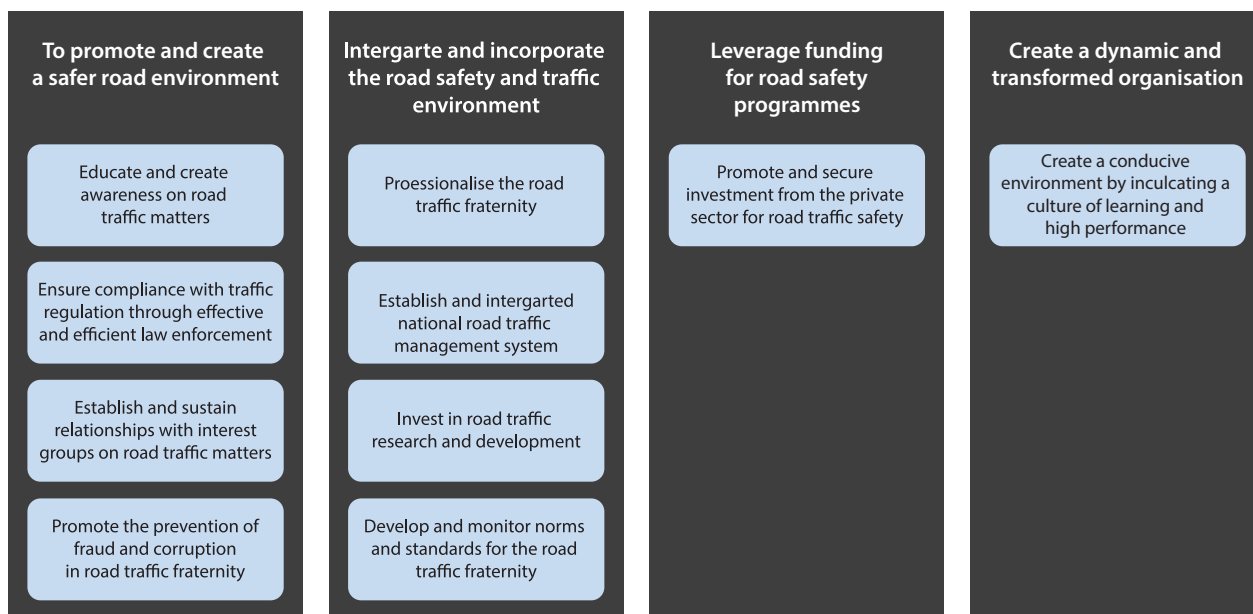 To promote and create
a safer road environment
Educate and create
awareness on road
traffic matters
Ensure compliance with traffic
regulation through effective
and efficient law enforcement
Establish and sustain
relationships with interest
groups on road traffic matters
Promote the prevention of
fraud and corruption
in road traffic fraternity
Intergarte and incorporate
the road safety and traffic
environment
Proessionalise the road
traffic fraternity
Establish and intergarted
national road traffic
management system
Invest in road traffic
research and development
Develop and monitor norms
and standards for the road
traffic fraternity
Leverage funding
for road safety
programmes
Promote and secure
investment from the private
sector for road traffic safety
Create a dynamic and
transformed organisation
Create a conducive
environment by inculcating a
culture of learning and
high performance